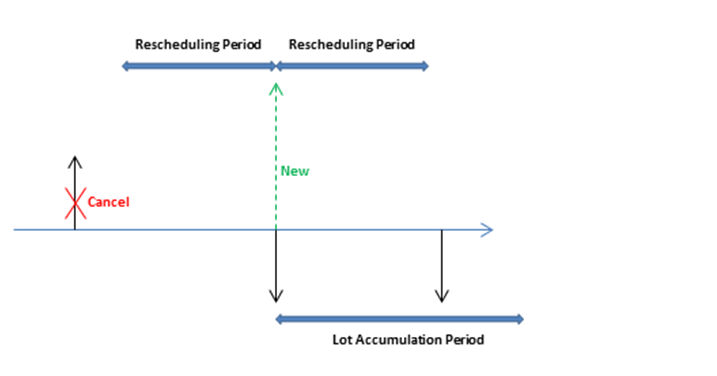 Rescheduling Period
Rescheduling Period
New
Cancel
Lot Accumulation Period